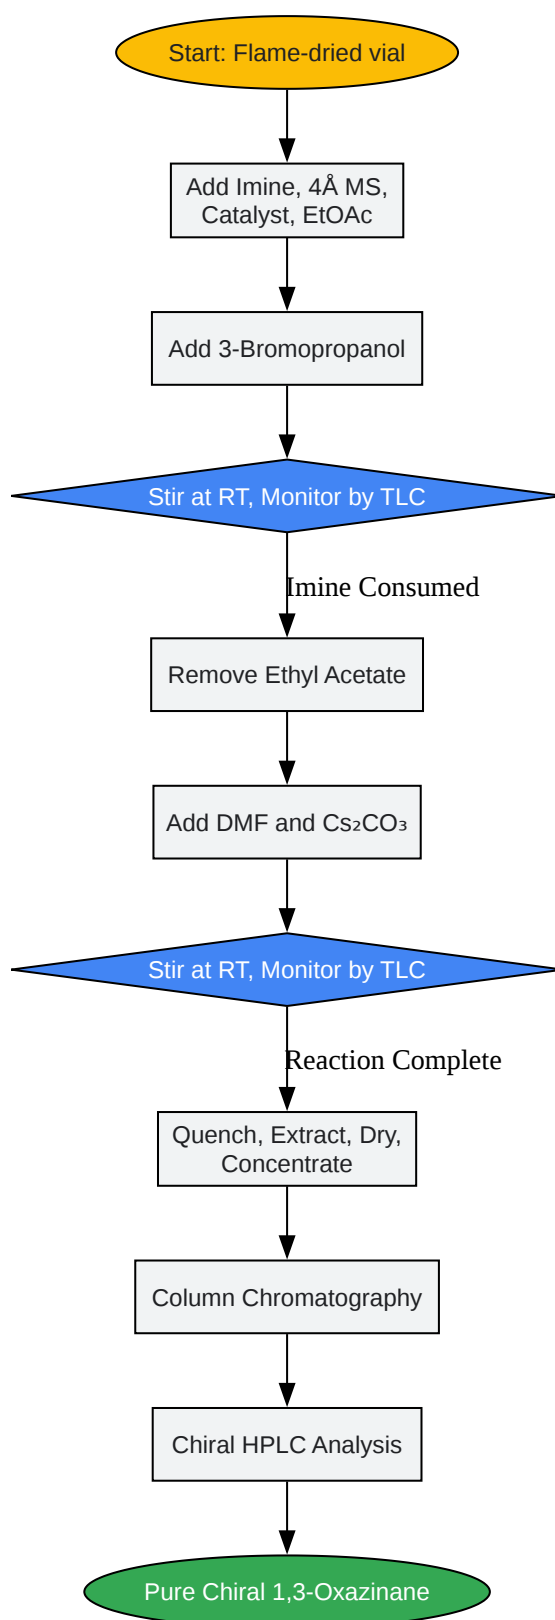 Start: Flame-dried vial
Add Imine, 4Å MS,
Catalyst, EtOAc
Add 3-Bromopropanol
Stir at RT, Monitor by TLC
Imine Consumed
Remove Ethyl Acetate
Add DMF and Cs₂CO₃
Stir at RT, Monitor by TLC
Reaction Complete
Quench, Extract, Dry,
Concentrate
Column Chromatography
Chiral HPLC Analysis
Pure Chiral 1,3-Oxazinane